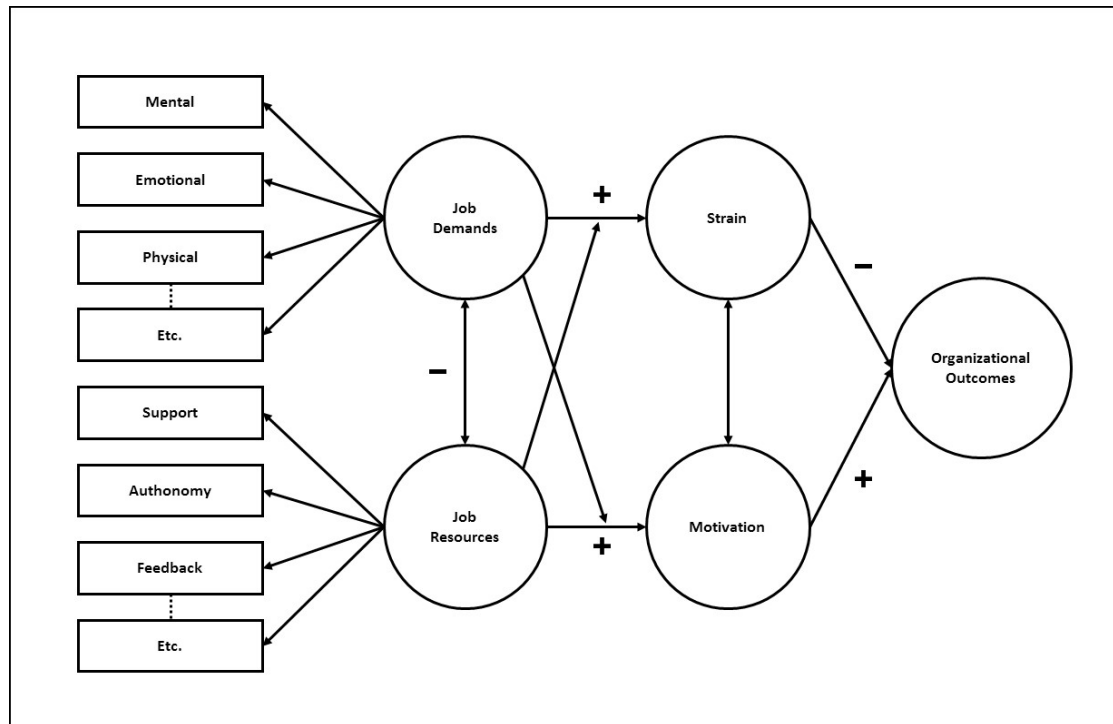 Mental
Emotional
Physical
Etc.
Support
Authonomy
Feedback
Etc.
Job
Demands
Job
Resources
+
−
+
Strain
Motivation
−
+
Organizational
Outcomes